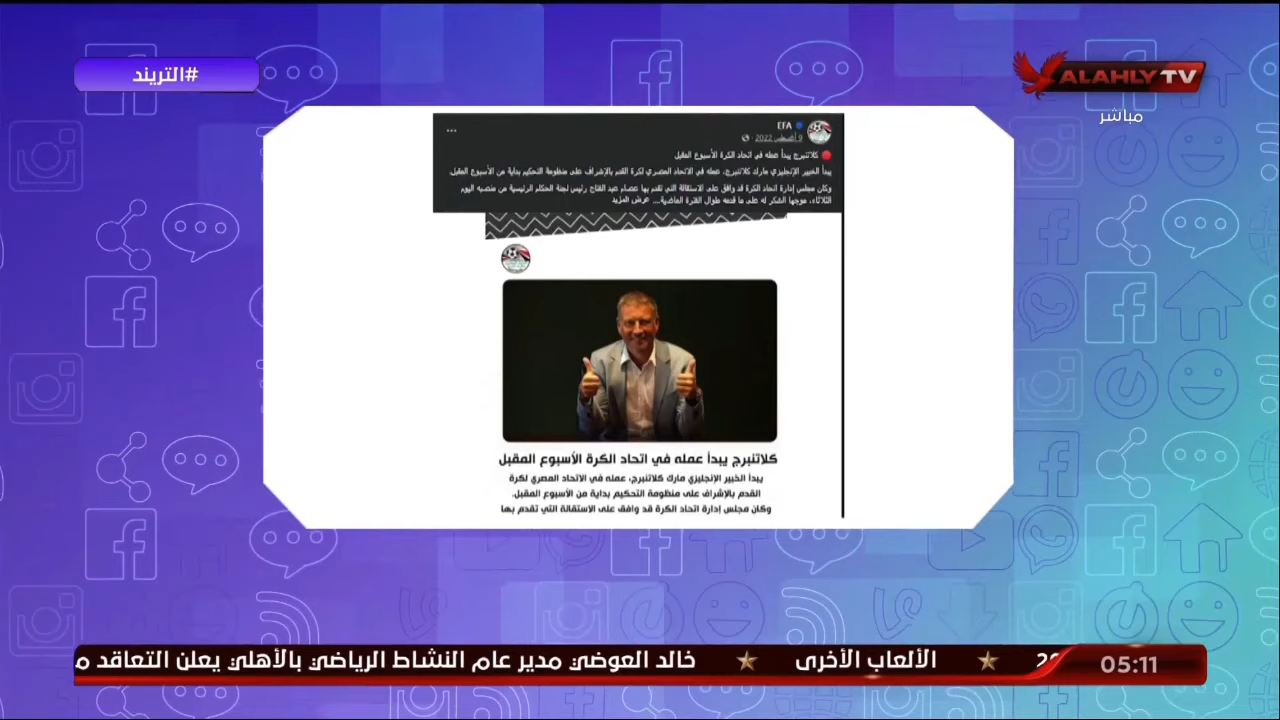 #التريند
ALAHLY TV
مباشر
EFA
9 أغسطس 2022
كلاتنبرج يبدأ عمله في اتحاد الكرة الأسبوع المقبل
يبدأ الخبير الإنجليزي مارك كلاتنبرج، عمله في الاتحاد المصري لكرة القدم بالإشراف على منظومة التحكيم بداية من الأسبوع المقبل.
وكان مجلس إدارة اتحاد الكرة قد وافق على الاستقالة التي تقدم بها عصام عبد الفتاح رئيس لجنة الحكام الرئيسية من منصبه اليوم
الثلاثاء، موجها الشكر له على ما قدمه طوال الفترة الماضية.... عرض المزيد
كلاتنبرج يبدأ عمله في اتحاد الكرة الأسبوع المقبل
يبدأ الخبير الإنجليزي مارك كلاتنبرج، عمله في الاتحاد المصري لكرة
القدم بالإشراف على منظومة التحكيم بداية من الأسبوع المقبل.
وكان مجلس إدارة اتحاد الكرة قد وافق على الاستقالة التي تقدم بها
الألعاب الأخرى ★ خالد العوضي مدير عام النشاط الرياضي بالأهلي يعلن التعاقد م
05:11